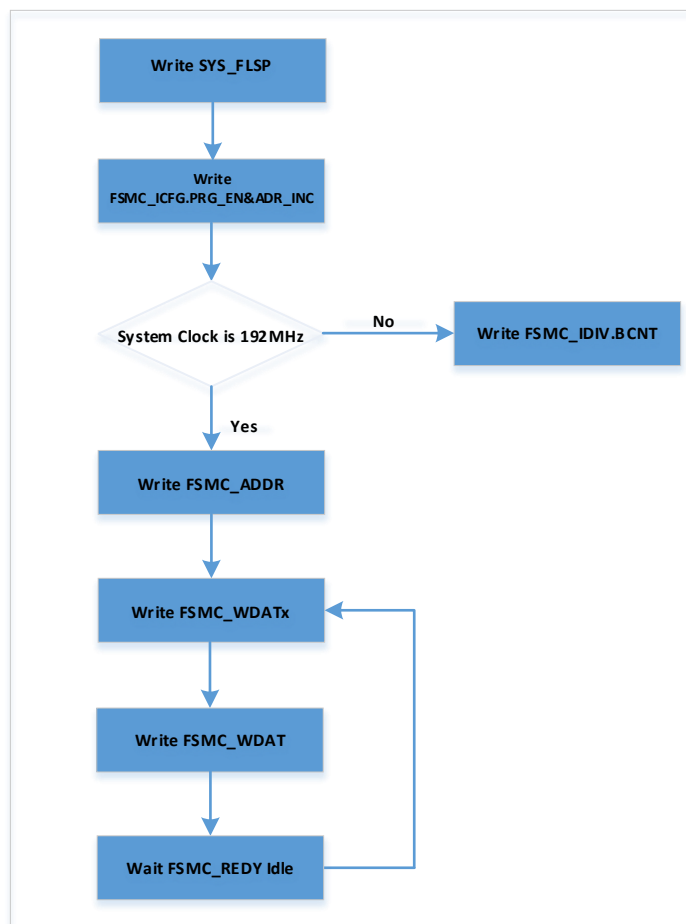 Write SYS_FLSP
Write
FSMC_ICFG.PRG_EN&ADR_INC
System Clock is 192MHz
No
Write FSMC_IDIV.BCNT
Yes
Write FSMC_ADDR
Write FSMC_WDATx
Write FSMC_WDAT
Wait FSMC_REDY Idle